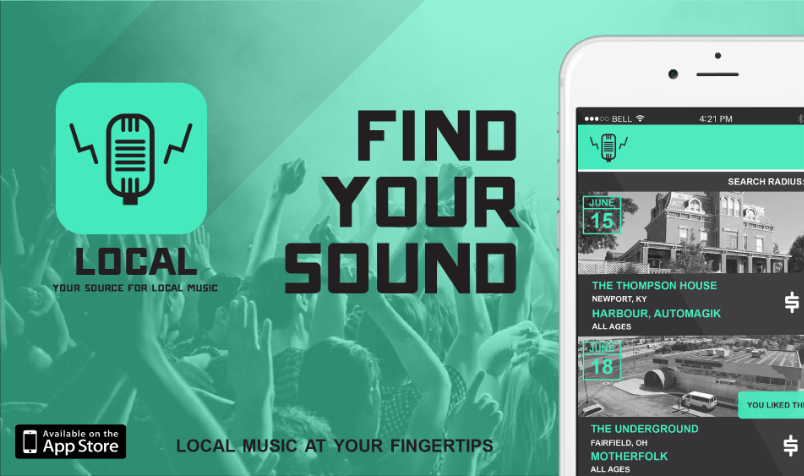 LOCAL
YOUR SOURCE FOR LOCAL MUSIC
FIND
YOUR
SOUND
Available on the
App Store
LOCAL MUSIC AT YOUR FINGERTIPS
BELL 4:21 PM
SEARCH RADIUS:
JUNE
15
THE THOMPSON HOUSE
NEWPORT, KY
$
HARBOUR, AUTOMAGIK
ALL AGES
JUNE
18
YOU LIKED
THE UNDERGROUND
FAIRFIELD, OH
$
MOTHERFOLK
ALL AGES